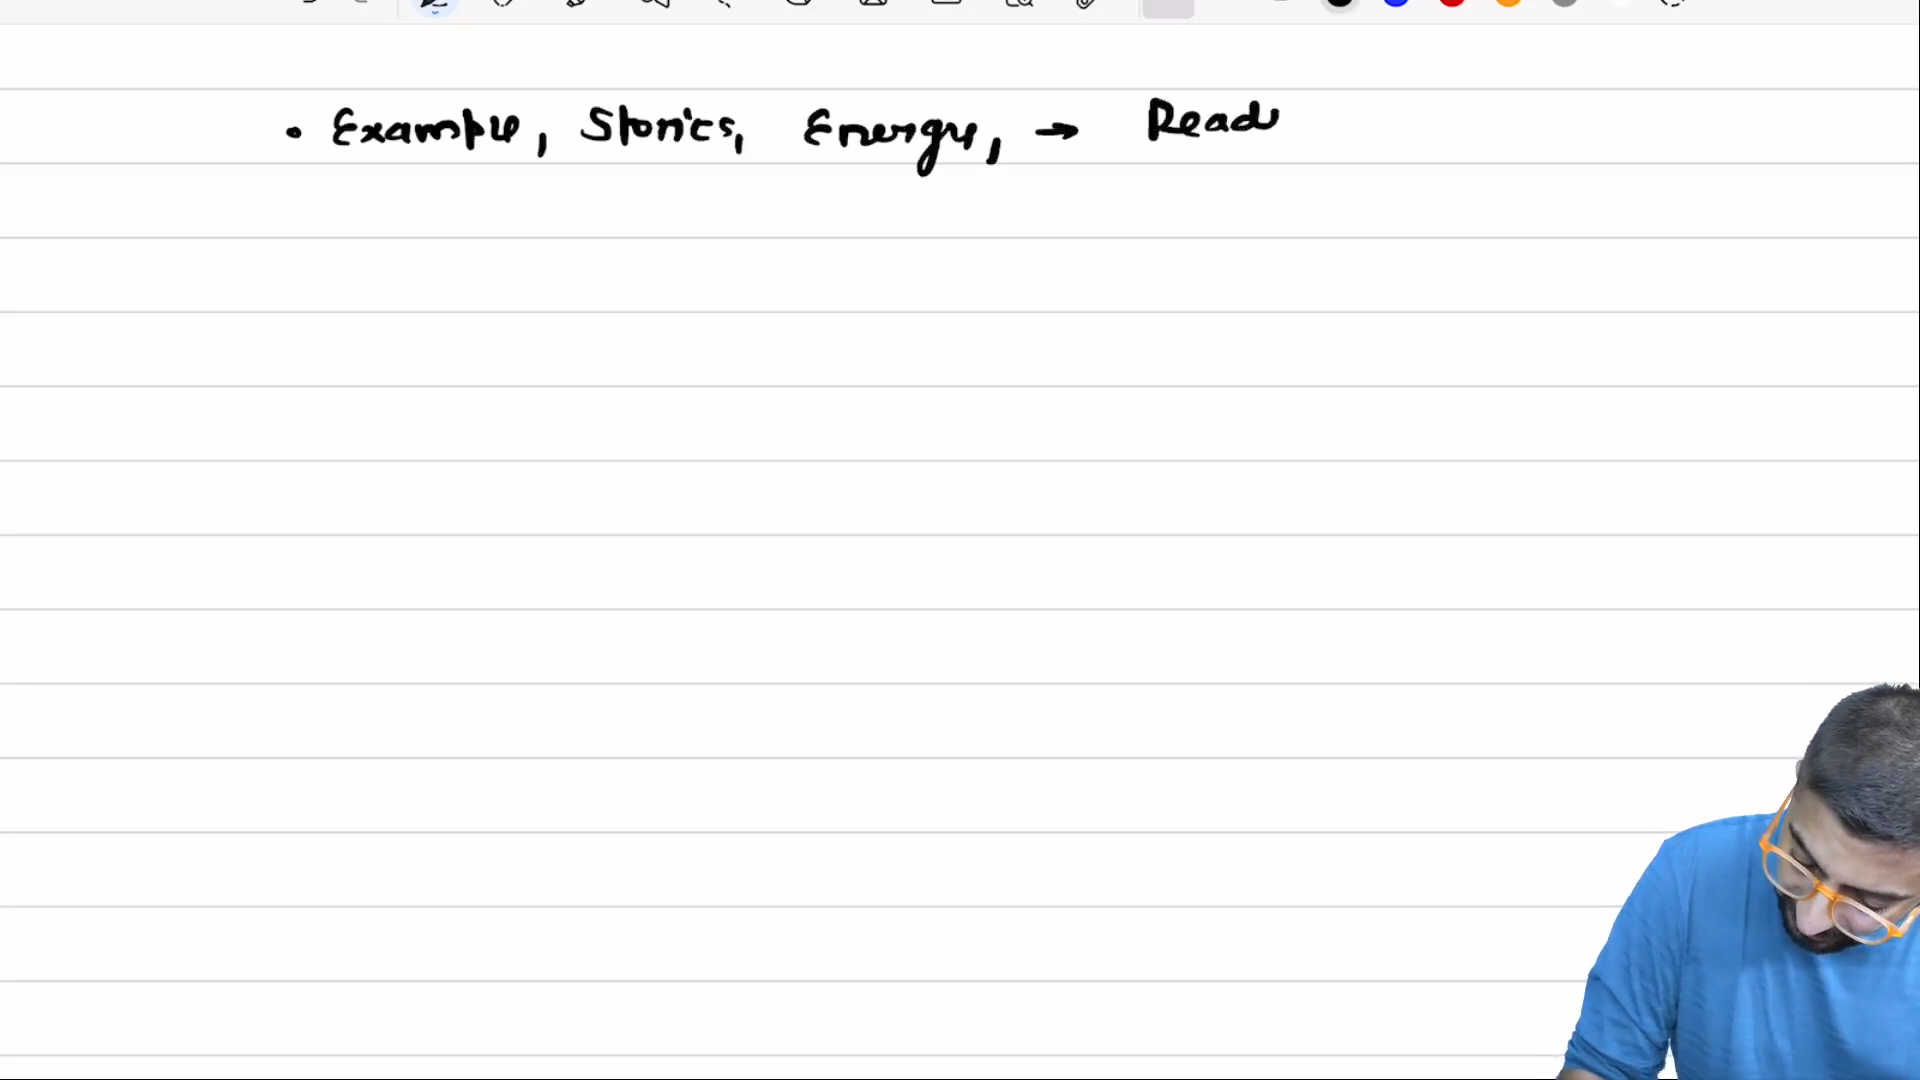 • Example, Stories, Energy, → Read